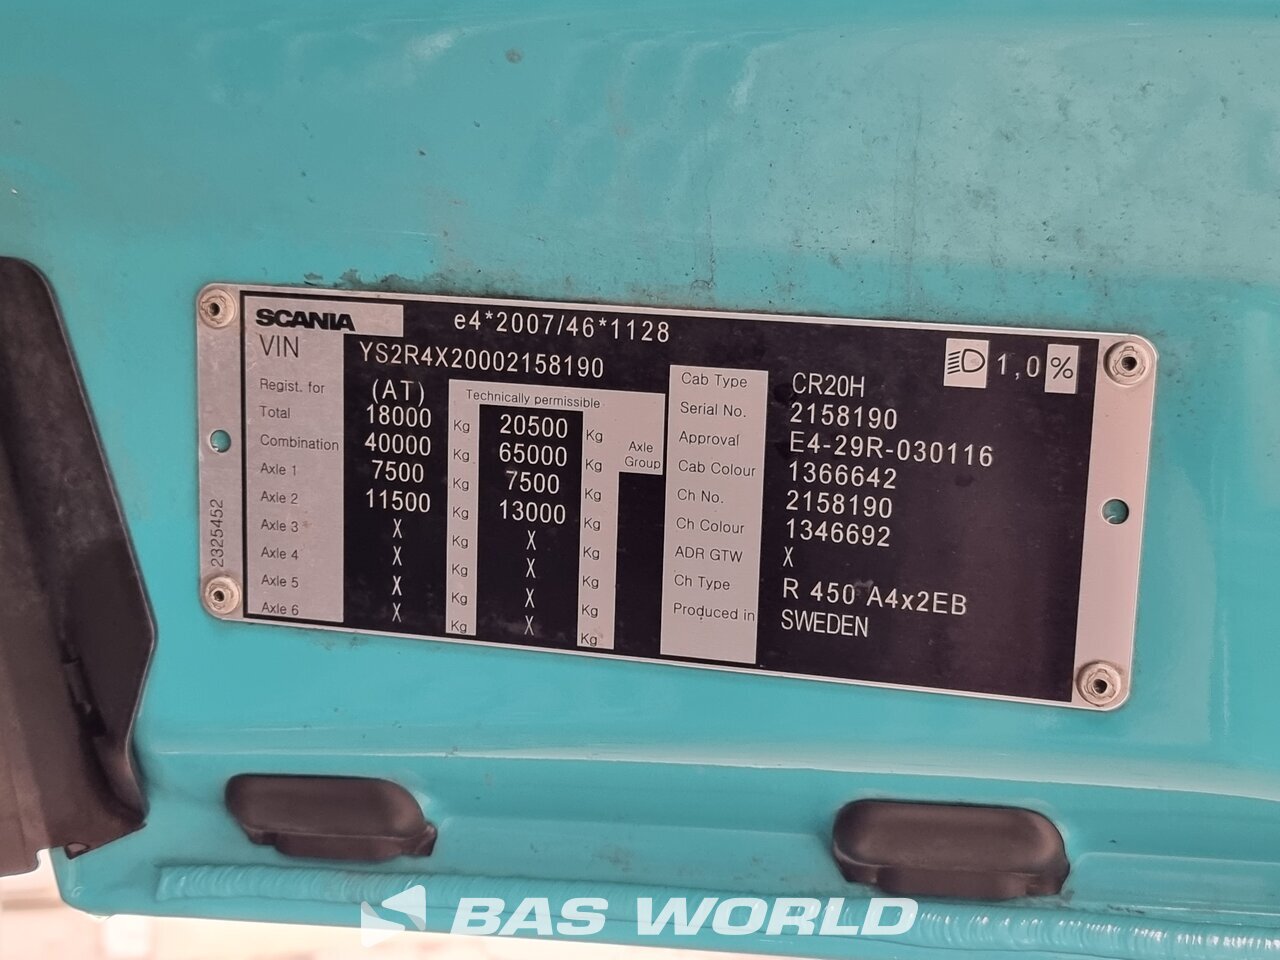 SCANIA e4*2007/46*1128
VIN YS2R4X20002158190
Regist. for (AT) Technically permissible
Total 18000 Kg 20500 Kg
Combination 40000 Kg 65000 Kg Axle Group
Axle 1 7500 Kg 7500 Kg
Axle 2 11500 Kg 13000 Kg
Axle 3 X Kg X Kg
Axle 4 X Kg X Kg
Axle 5 X Kg X Kg
Axle 6 X Kg X Kg
2325452
1,0 %
Cab Type CR20H
Serial No. 2158190
Approval E4-29R-030116
Cab Colour 1366642
Ch No. 2158190
Ch Colour 1346692
ADR GTW X
Ch Type R 450 A4x2EB
Produced in SWEDEN
BAS WORLD